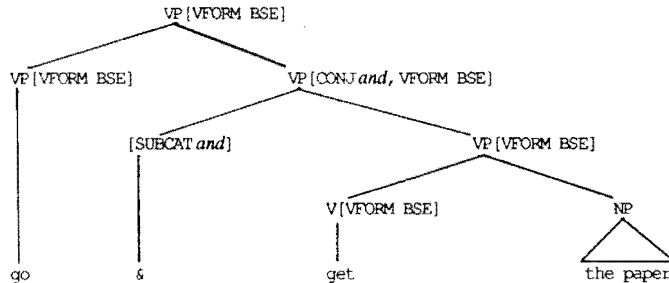 VP[VFORM BSE]
VP[VFORM BSE] VP[CONJ and, VFORM BSE]
[SUBCAT and] VP[VFORM BSE]
V[VFORM BSE] NP
go & get the paper